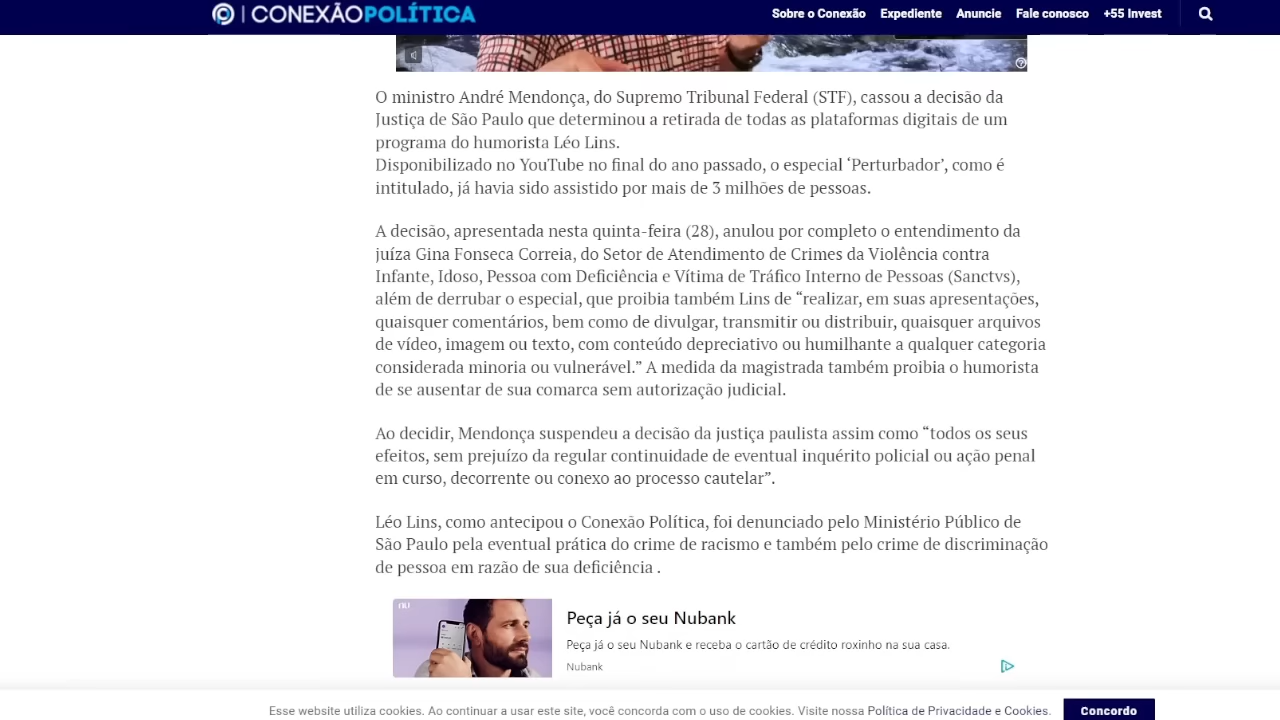 CONEXÃOPOLÍTICA
Sobre o Conexão Expediente Anuncie Fale conosco +55 Invest
O ministro André Mendonça, do Supremo Tribunal Federal (STF), cassou a decisão da
Justiça de São Paulo que determinou a retirada de todas as plataformas digitais de um
programa do humorista Léo Lins.
Disponibilizado no YouTube no final do ano passado, o especial ‘Perturbador’, como é
intitulado, já havia sido assistido por mais de 3 milhões de pessoas.
A decisão, apresentada nesta quinta-feira (28), anulou por completo o entendimento da
juíza Gina Fonseca Correia, do Setor de Atendimento de Crimes da Violência contra
Infante, Idoso, Pessoa com Deficiência e Vítima de Tráfico Interno de Pessoas (Sanctvs),
além de derrubar o especial, que proibia também Lins de “realizar, em suas apresentações,
quaisquer comentários, bem como de divulgar, transmitir ou distribuir, quaisquer arquivos
de vídeo, imagem ou texto, com conteúdo depreciativo ou humilhante a qualquer categoria
considerada minoria ou vulnerável.” A medida da magistrada também proibia o humorista
de se ausentar de sua comarca sem autorização judicial.
Ao decidir, Mendonça suspendeu a decisão da justiça paulista assim como “todos os seus
efeitos, sem prejuízo da regular continuidade de eventual inquérito policial ou ação penal
em curso, decorrente ou conexo ao processo cautelar”.
Léo Lins, como antecipou o Conexão Política, foi denunciado pelo Ministério Público de
São Paulo pela eventual prática do crime de racismo e também pelo crime de discriminação
de pessoa em razão de sua deficiência .
nu
Peça já o seu Nubank
Peça já o seu Nubank e receba o cartão de crédito roxinho na sua casa.
Nubank
Esse website utiliza cookies. Ao continuar a usar este site, você concorda com o uso de cookies. Visite nossa Política de Privacidade e Cookies.
Concordo